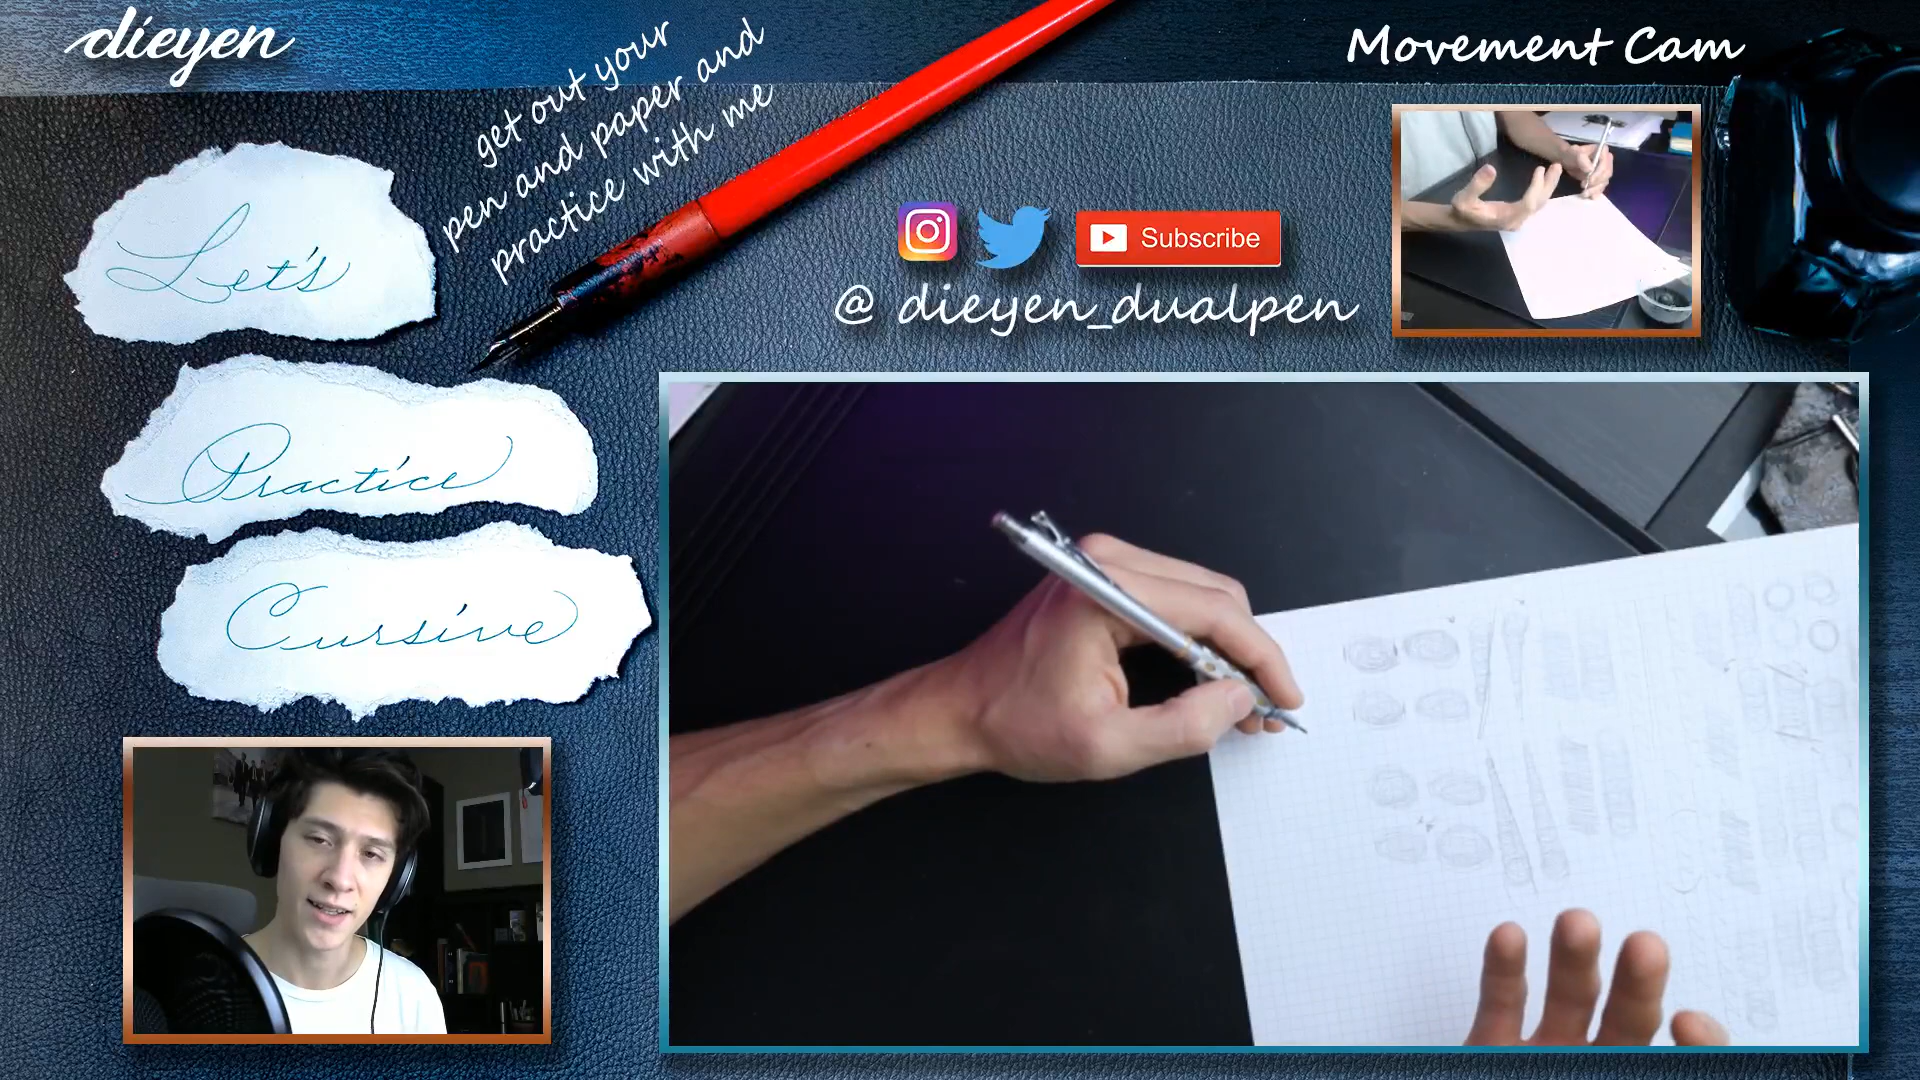 dieyen
get out your
pen and paper and
practice with me
Movement Cam
Let's
Practice
Cursive
Subscribe
@ dieyen_dualpen